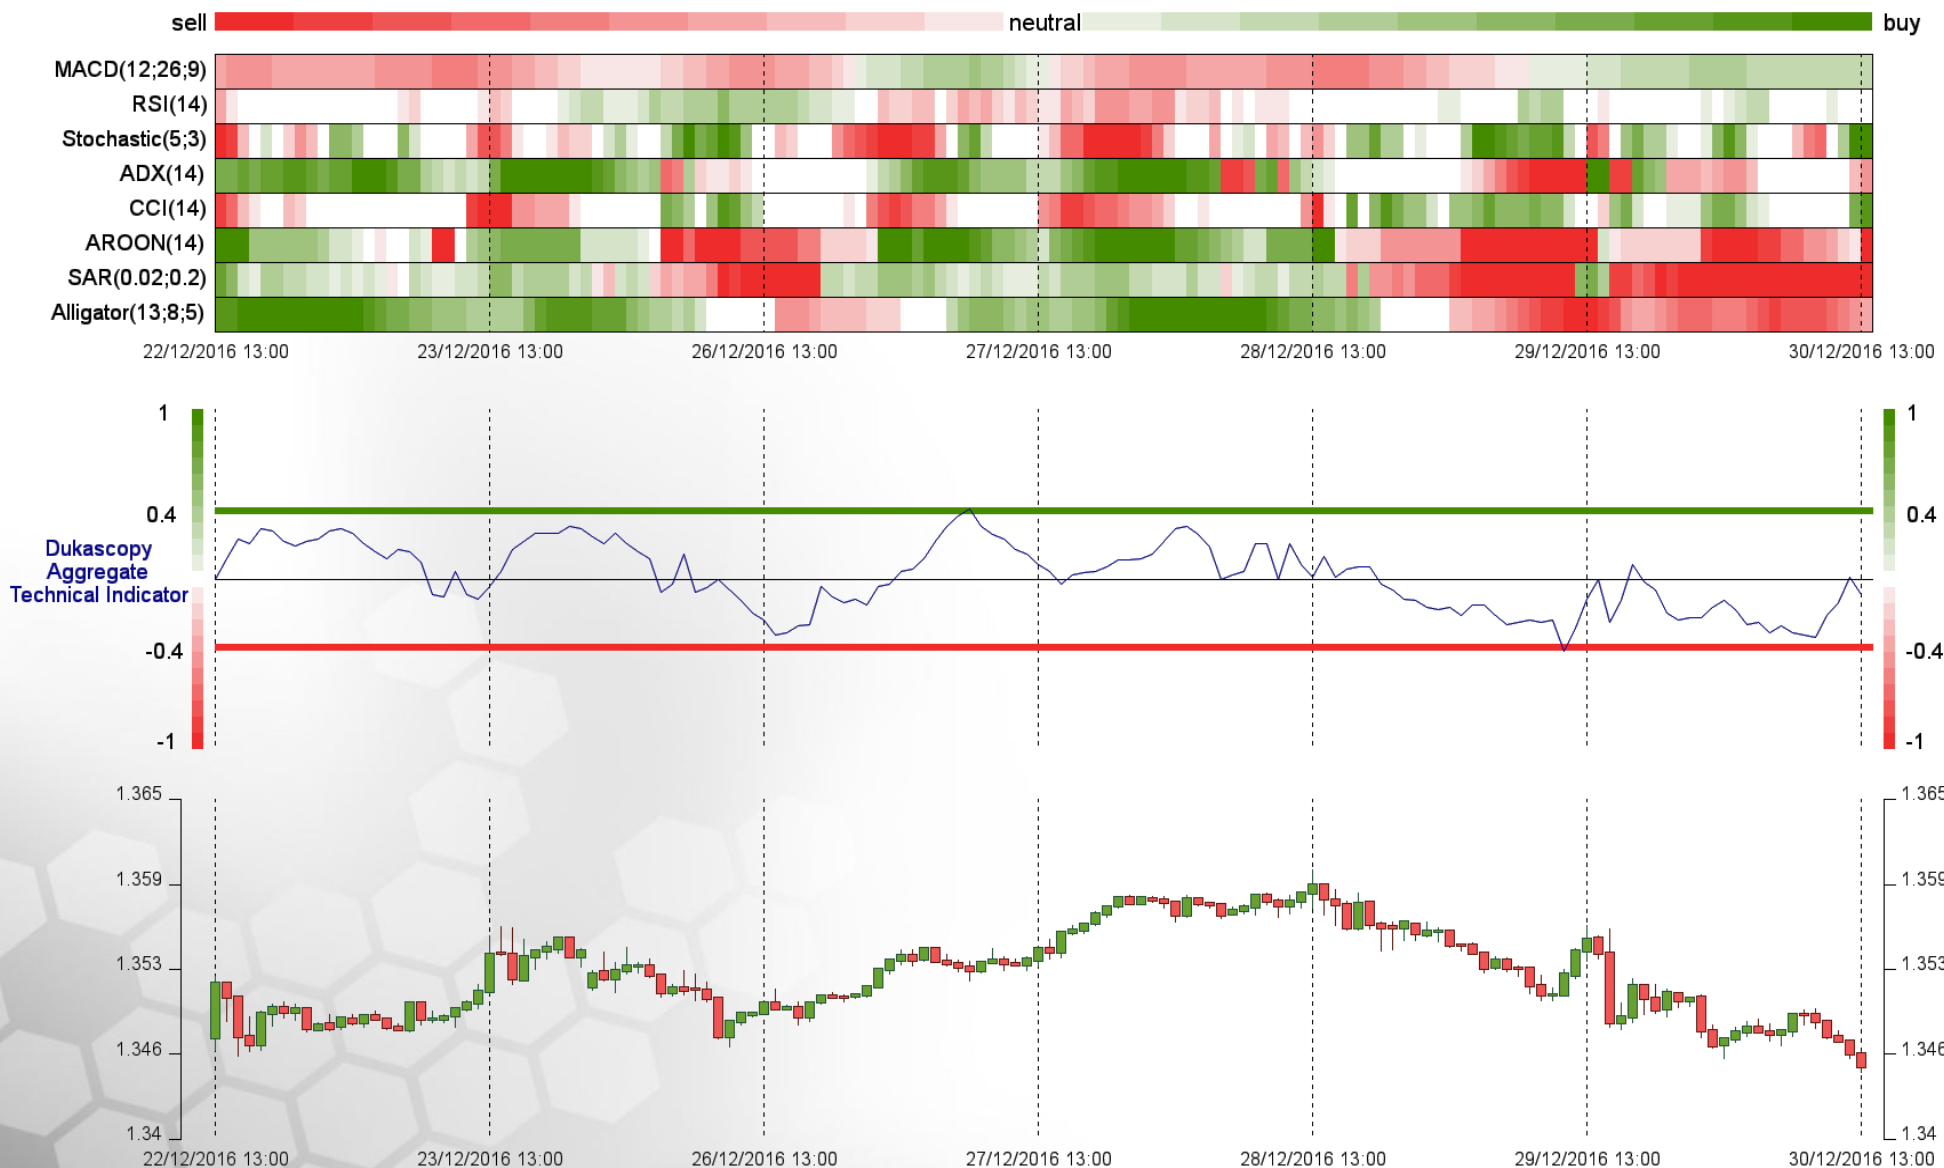 sell neutral buy
MACD(12;26;9)
RSI(14)
Stochastic(5;3)
ADX(14)
CCI(14)
AROON(14)
SAR(0.02;0.2)
Alligator(13;8;5)
22/12/2016 13:00 23/12/2016 13:00 26/12/2016 13:00 27/12/2016 13:00 28/12/2016 13:00 29/12/2016 13:00 30/12/2016 13:00
1 1
0.4 0.4
Dukascopy
Aggregate
Technical Indicator
-0.4 -0.4
-1 -1
1.365 1.365
1.359 1.359
1.353 1.353
1.346 1.346
1.34 1.34
22/12/2016 13:00 23/12/2016 13:00 26/12/2016 13:00 27/12/2016 13:00 28/12/2016 13:00 29/12/2016 13:00 30/12/2016 13:00